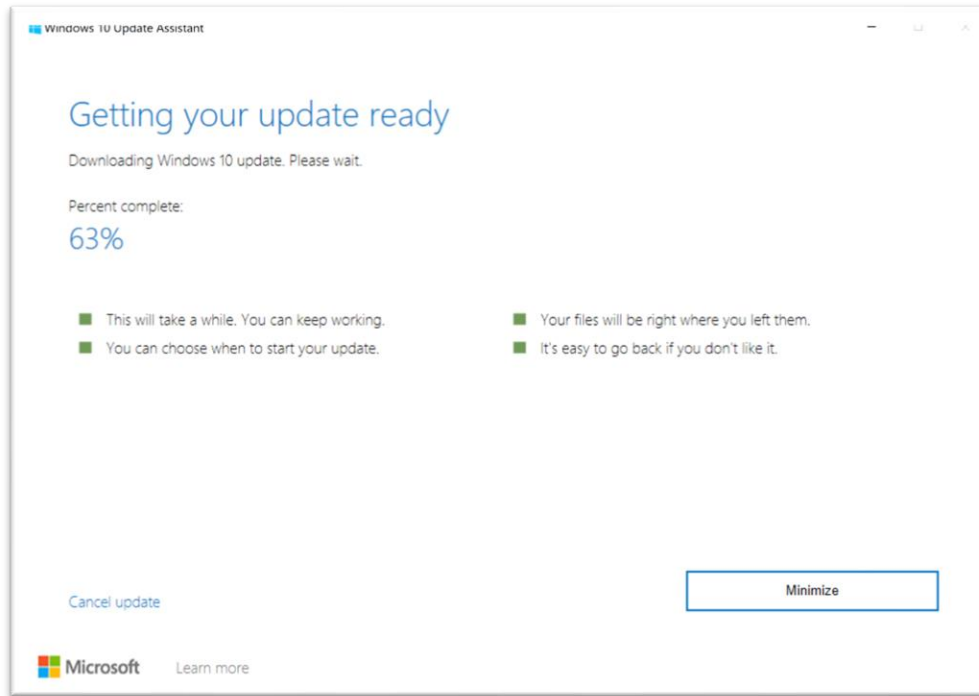 Windows 10 Update Assistant
Getting your update ready
Downloading Windows 10 update. Please wait.
Percent complete:
63%
This will take a while. You can keep working.
Your files will be right where you left them.
You can choose when to start your update.
It's easy to go back if you don't like it.
Minimize
Cancel update
Microsoft
Learn more